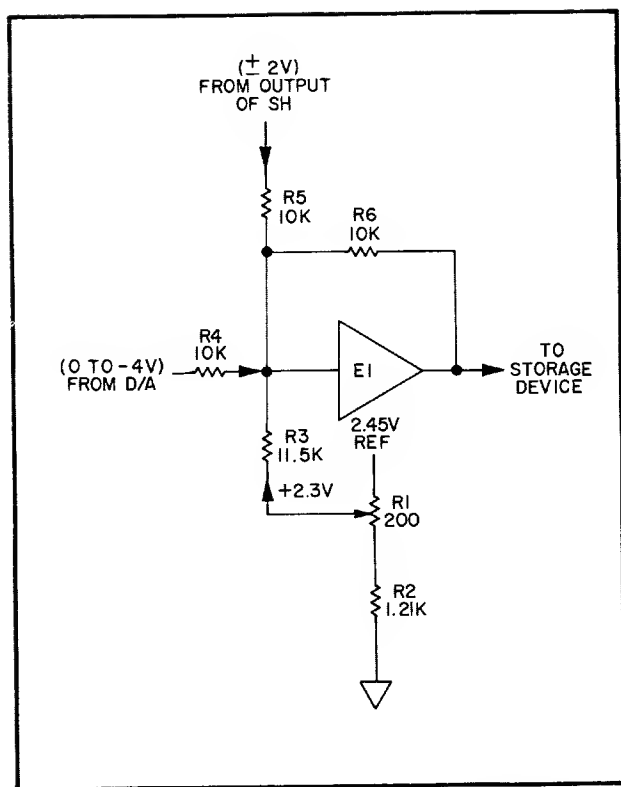 (± 2V)
FROM OUTPUT
OF SH
R5
10K
R6
10K
R4
10K
(0 TO -4V)
FROM D/A
E1
TO
STORAGE
DEVICE
2.45V
REF
R3
11.5K
+2.3V
R1
200
R2
1.21K